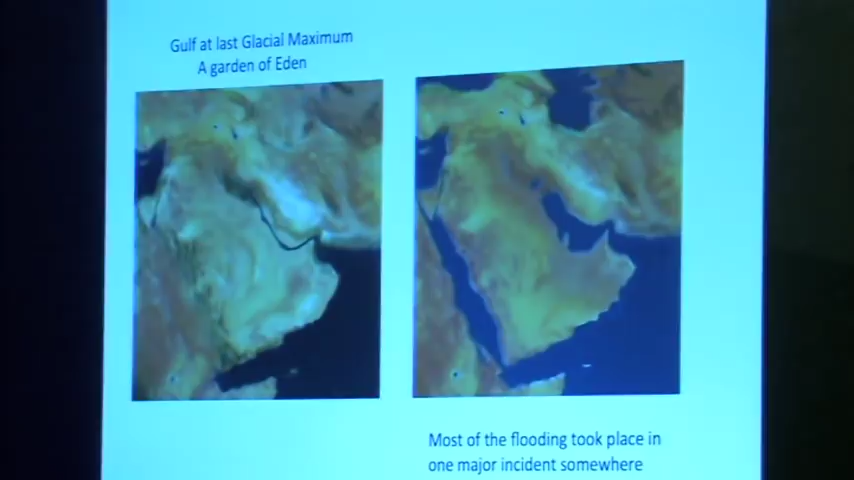 Gulf at last Glacial Maximum
A garden of Eden
Most of the flooding took place in
one major incident somewhere